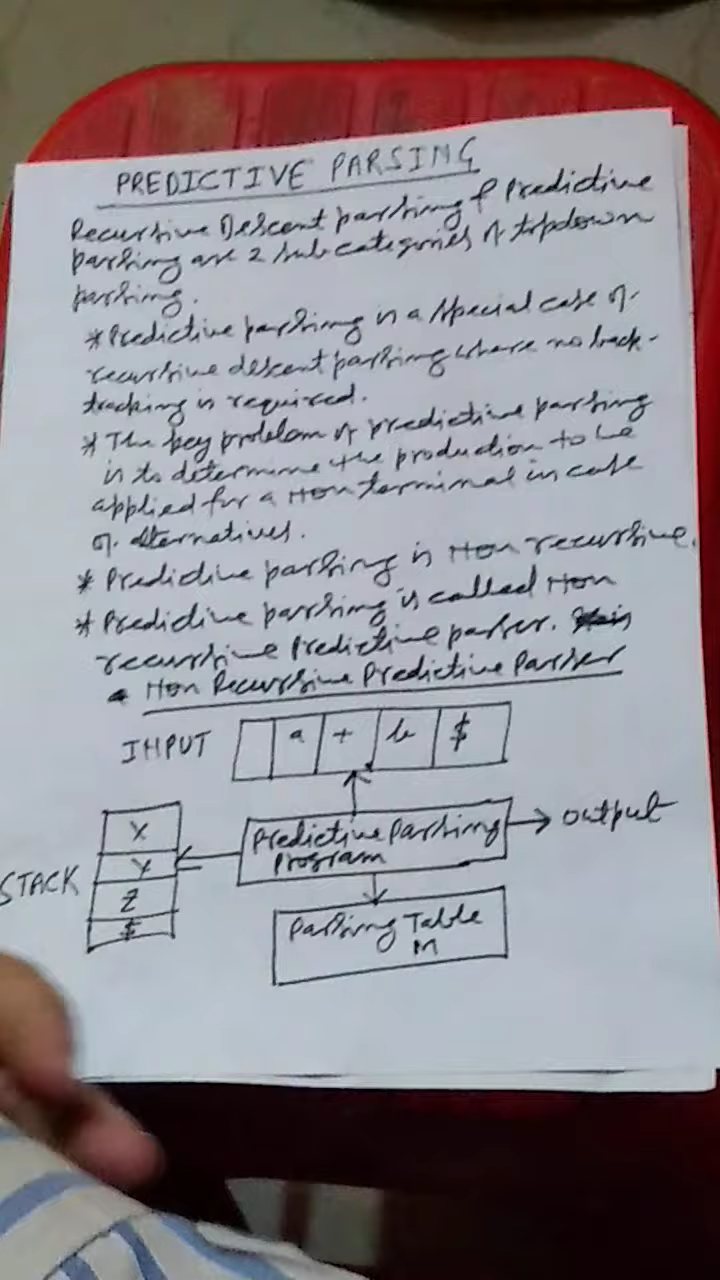 PREDICTIVE PARSING
Recursive Descent parsing & Predictive
parsing are 2 subcategories of topdown
parsing.
* Predictive parsing is a special case of
recursive descent parsing where no back-
tracking is required.
* The key problem of predictive parsing
is to determine the production to be
applied for a Non terminal in case
of alternatives.
* Predictive parsing is Non recursive.
* Predictive parsing is called Non
recursive Predictive parser.
Non Recursive Predictive Parser
INPUT a + b $
X
Predictive Parsing → output
Program
STACK Y
Z
$
Parsing Table
M